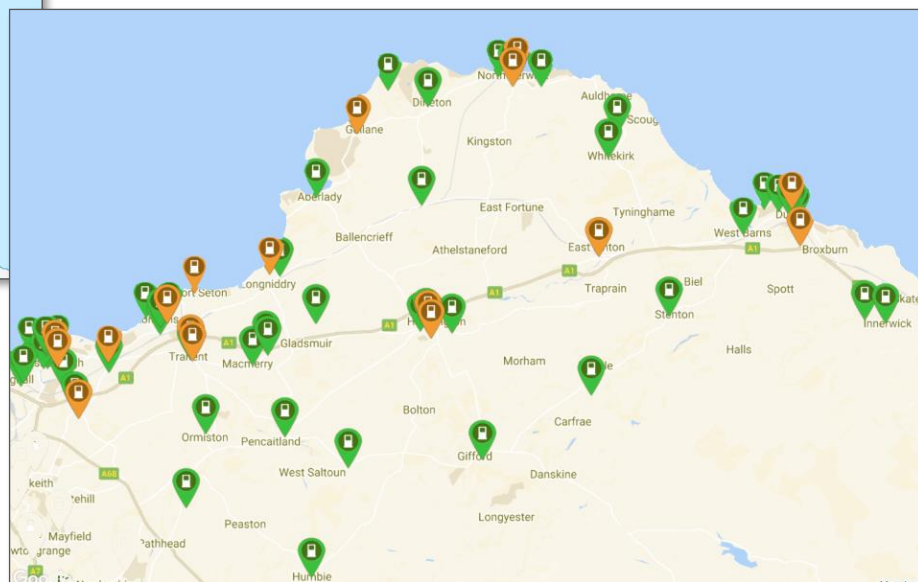 Dirleton
Gullane
Kingston
Auldhame
Whitekirk
Aberlady
East Fortune
Tyninghame
Ballencrieff
Athelstaneford
West Barns
A1
Broxburn
Longniddry
A1
Traprain
Biel
Spott
A1
Stenton
Innerwick
A1
Gladsmuir
Tranent
Macmerry
Morham
Halls
A1
Bolton
Carfrae
Ormiston
Pencaitland
Gifford
West Saltoun
Danskine
A68
Longyester
Mayfield
Peaston
Pathhead
Humbie
A7